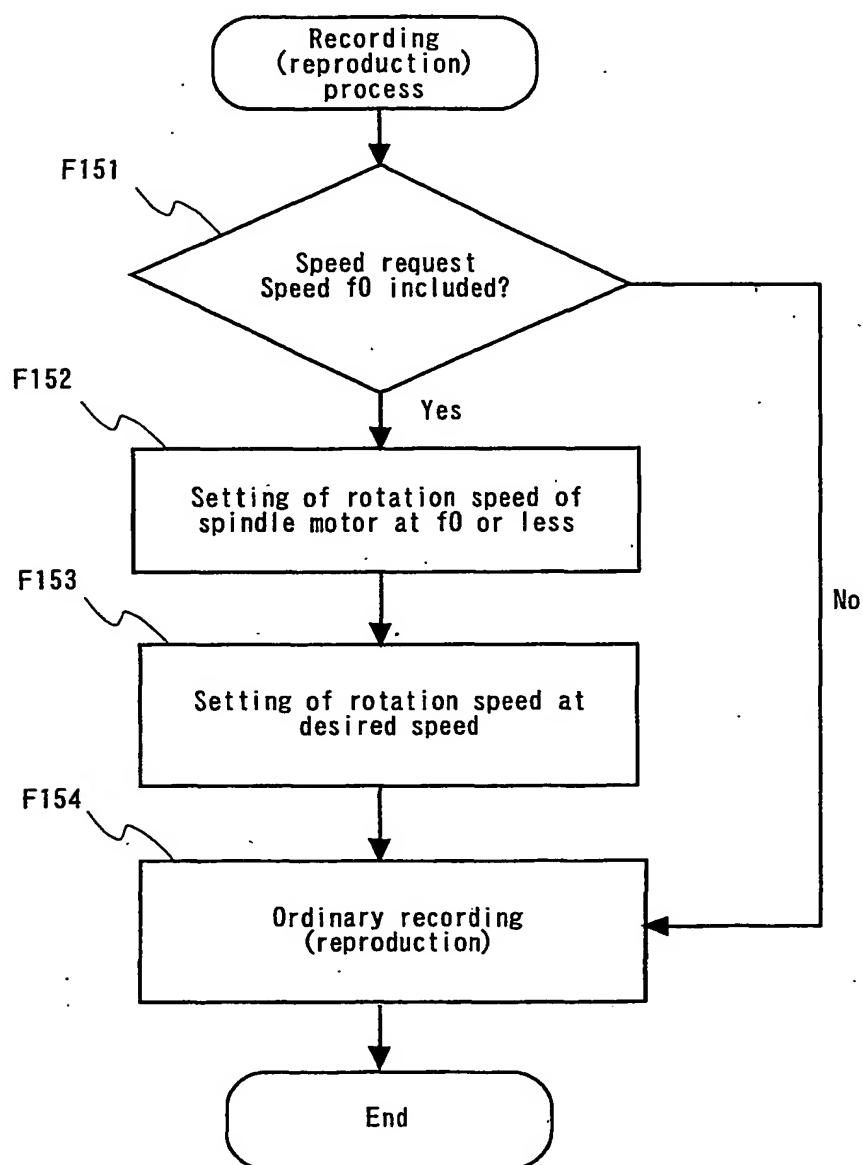 Recording
(reproduction)
process
F151
Speed request
Speed f0 included?
F152
Yes
Setting of rotation speed of
spindle motor at f0 or less
F153
No
Setting of rotation speed at
desired speed
F154
Ordinary recording
(reproduction)
End